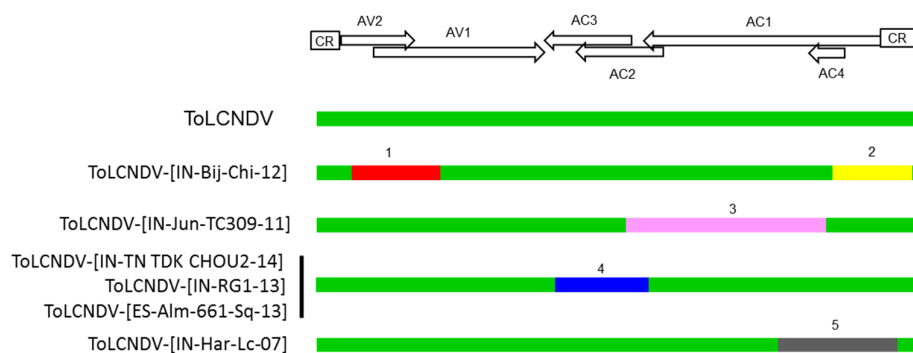 AV2
AC3
AC1
CR
AV1
CR
AC2
AC4
ToLCNDV
1
2
ToLCNDV-[IN-Bij-Chi-12]
3
ToLCNDV-[IN-Jun-TC309-11]
ToLCNDV-[IN-TN TDK CHOU2-14]
4
ToLCNDV-[IN-RG1-13]
ToLCNDV-[ES-Alm-661-Sq-13]
5
ToLCNDV-[IN-Har-Lc-07]